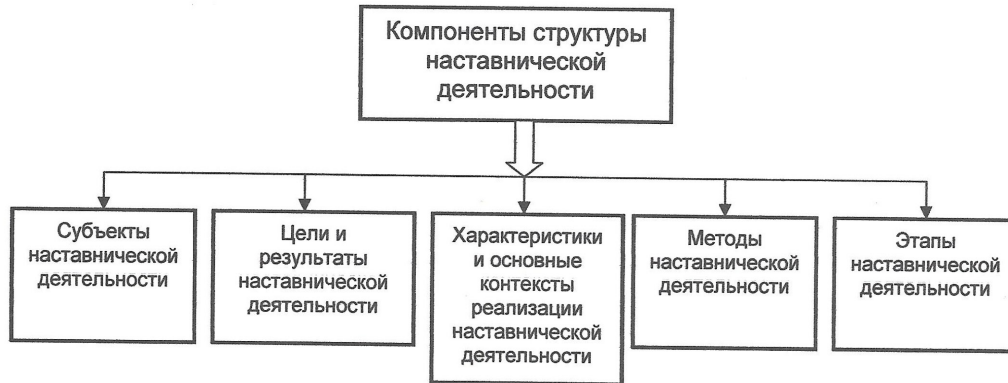 Компоненты структуры
наставнической
деятельности
Субъекты
наставнической
деятельности
Цели и
результаты
наставнической
деятельности
Характеристики
и основные
контексты
реализации
наставнической
деятельности
Методы
наставнической
деятельности
Этапы
наставнической
деятельности